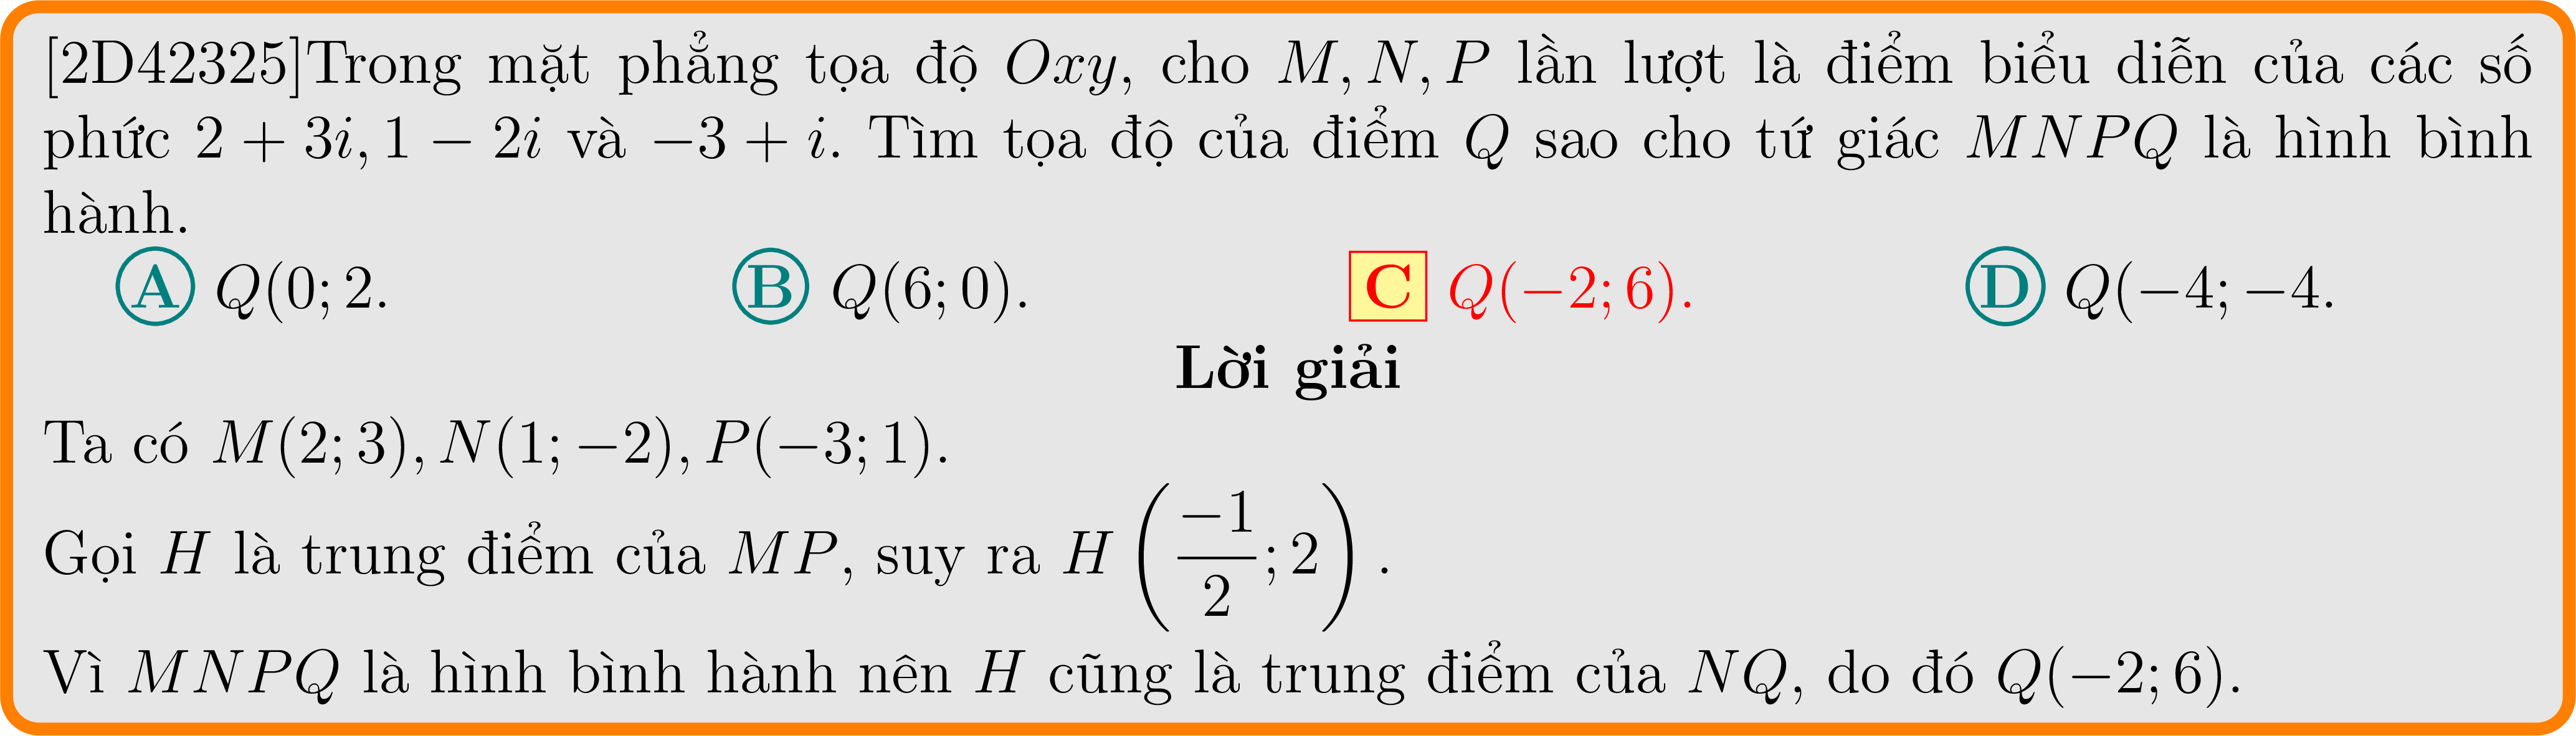 [2D42325]Trong mặt phẳng tọa độ Oxy, cho M, N, P lần lượt là điểm biểu diễn của các số
phức 2 + 3i, 1 − 2i và −3 + i. Tìm tọa độ của điểm Q sao cho tứ giác MNPQ là hình bình
hành.
A Q(0; 2. B Q(6; 0). C Q(−2; 6). D Q(−4; −4.
Lời giải
Ta có M(2; 3), N(1; −2), P(−3; 1).
Gọi H là trung điểm của MP, suy ra H (−1/2; 2).
Vì MNPQ là hình bình hành nên H cũng là trung điểm của NQ, do đó Q(−2; 6).